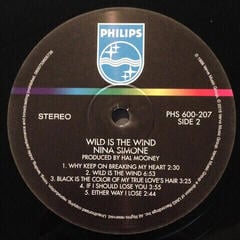 PHILIPS
STEREO
PHS 600-207
SIDE 2
WILD IS THE WIND
NINA SIMONE
PRODUCED BY HAL MOONEY
1. WHY KEEP ON BREAKING MY HEART 2:30
2. WILD IS THE WIND 6:53
3. BLACK IS THE COLOR OF MY TRUE LOVE'S HAIR 3:25
4. IF I SHOULD LOSE YOU 4:00
5. EITHER WAY I LOSE 2:44